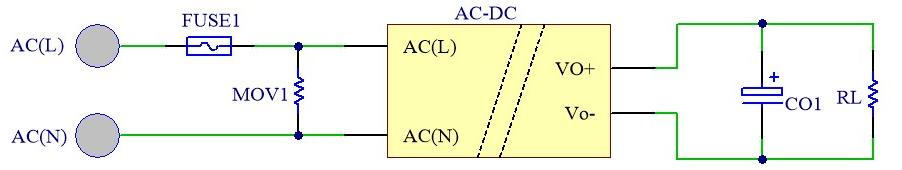 FUSE1
AC-DC
AC(L)
AC(L)
VO+
MOV1
CO1
RL
Vo-
AC(N)
AC(N)